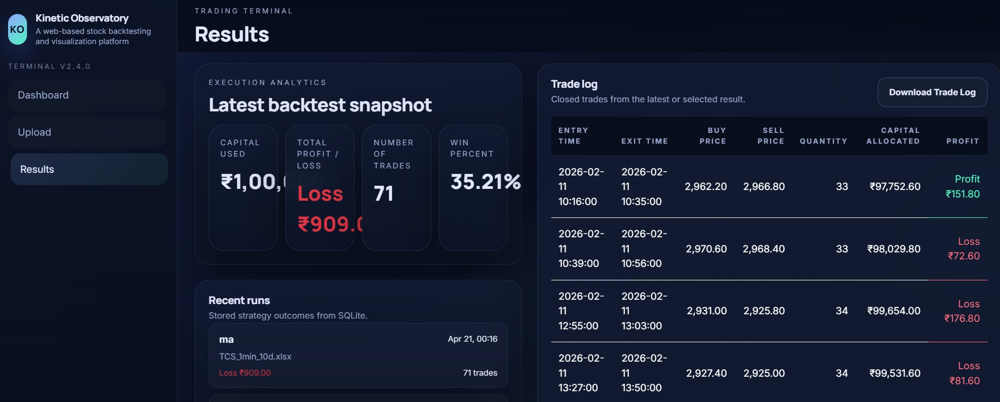 KO
Kinetic Observatory
A web-based stock backtesting
and visualization platform
TERMINAL V2.4.0
Dashboard
Upload
Results
TRADING TERMINAL
Results
EXECUTION ANALYTICS
Latest backtest snapshot
CAPITAL
USED
₹1,00,
TOTAL
PROFIT /
LOSS
Loss
₹909.0
NUMBER
OF
TRADES
71
WIN
PERCENT
35.21%
Recent runs
Stored strategy outcomes from SQLite.
ma Apr 21, 00:16
TCS_1min_10d.xlsx
Loss ₹909.00 71 trades
Trade log
Closed trades from the latest or selected result.
Download Trade Log
ENTRY BUY SELL CAPITAL
TIME EXIT TIME PRICE PRICE QUANTITY ALLOCATED PROFIT
2026-02- 2026-02- Profit
11 11 2,962.20 2,966.80 33 ₹97,752.60
10:16:00 10:35:00 ₹151.80
2026-02- 2026-02- Loss
11 11 2,970.60 2,968.40 33 ₹98,029.80
10:39:00 10:56:00 ₹72.60
2026-02- 2026-02- Loss
11 11 2,931.00 2,925.80 34 ₹99,654.00
12:55:00 13:03:00 ₹176.80
2026-02- 2026-02- Loss
11 11 2,927.40 2,925.00 34 ₹99,531.60
13:27:00 13:50:00 ₹81.60